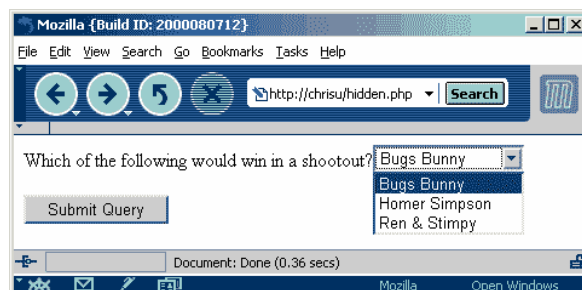 Mozilla {Build ID: 2000080712}
File Edit View Search Go Bookmarks Tasks Help
http://chrisu/hidden.php Search
Which of the following would win in a shootout? Bugs Bunny
Bugs Bunny
Homer Simpson
Ren & Stimpy
Submit Query
Document: Done (0.36 secs)
Mozilla Open Windows